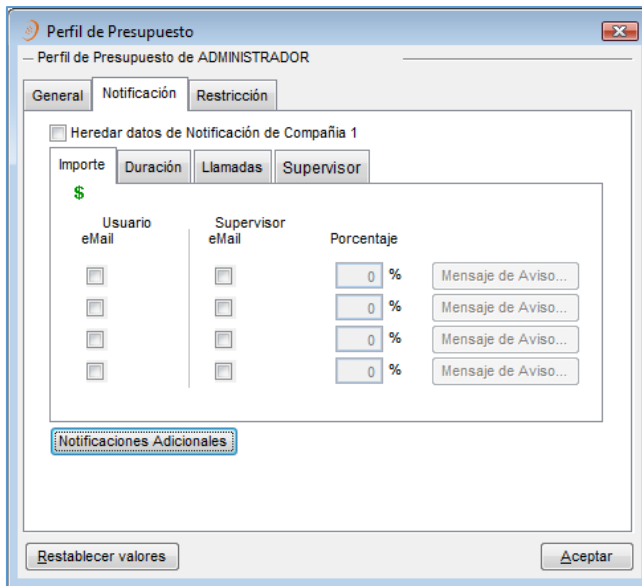 Perfil de Presupuesto
Perfil de Presupuesto de ADMINISTRADOR
General Notificación Restricción
Heredar datos de Notificación de Compañia 1
Importe Duración Llamadas Supervisor
$
Usuario Supervisor
eMail eMail Porcentaje
0 % Mensaje de Aviso...
0 % Mensaje de Aviso...
0 % Mensaje de Aviso...
0 % Mensaje de Aviso...
Notificaciones Adicionales
Restablecer valores Aceptar